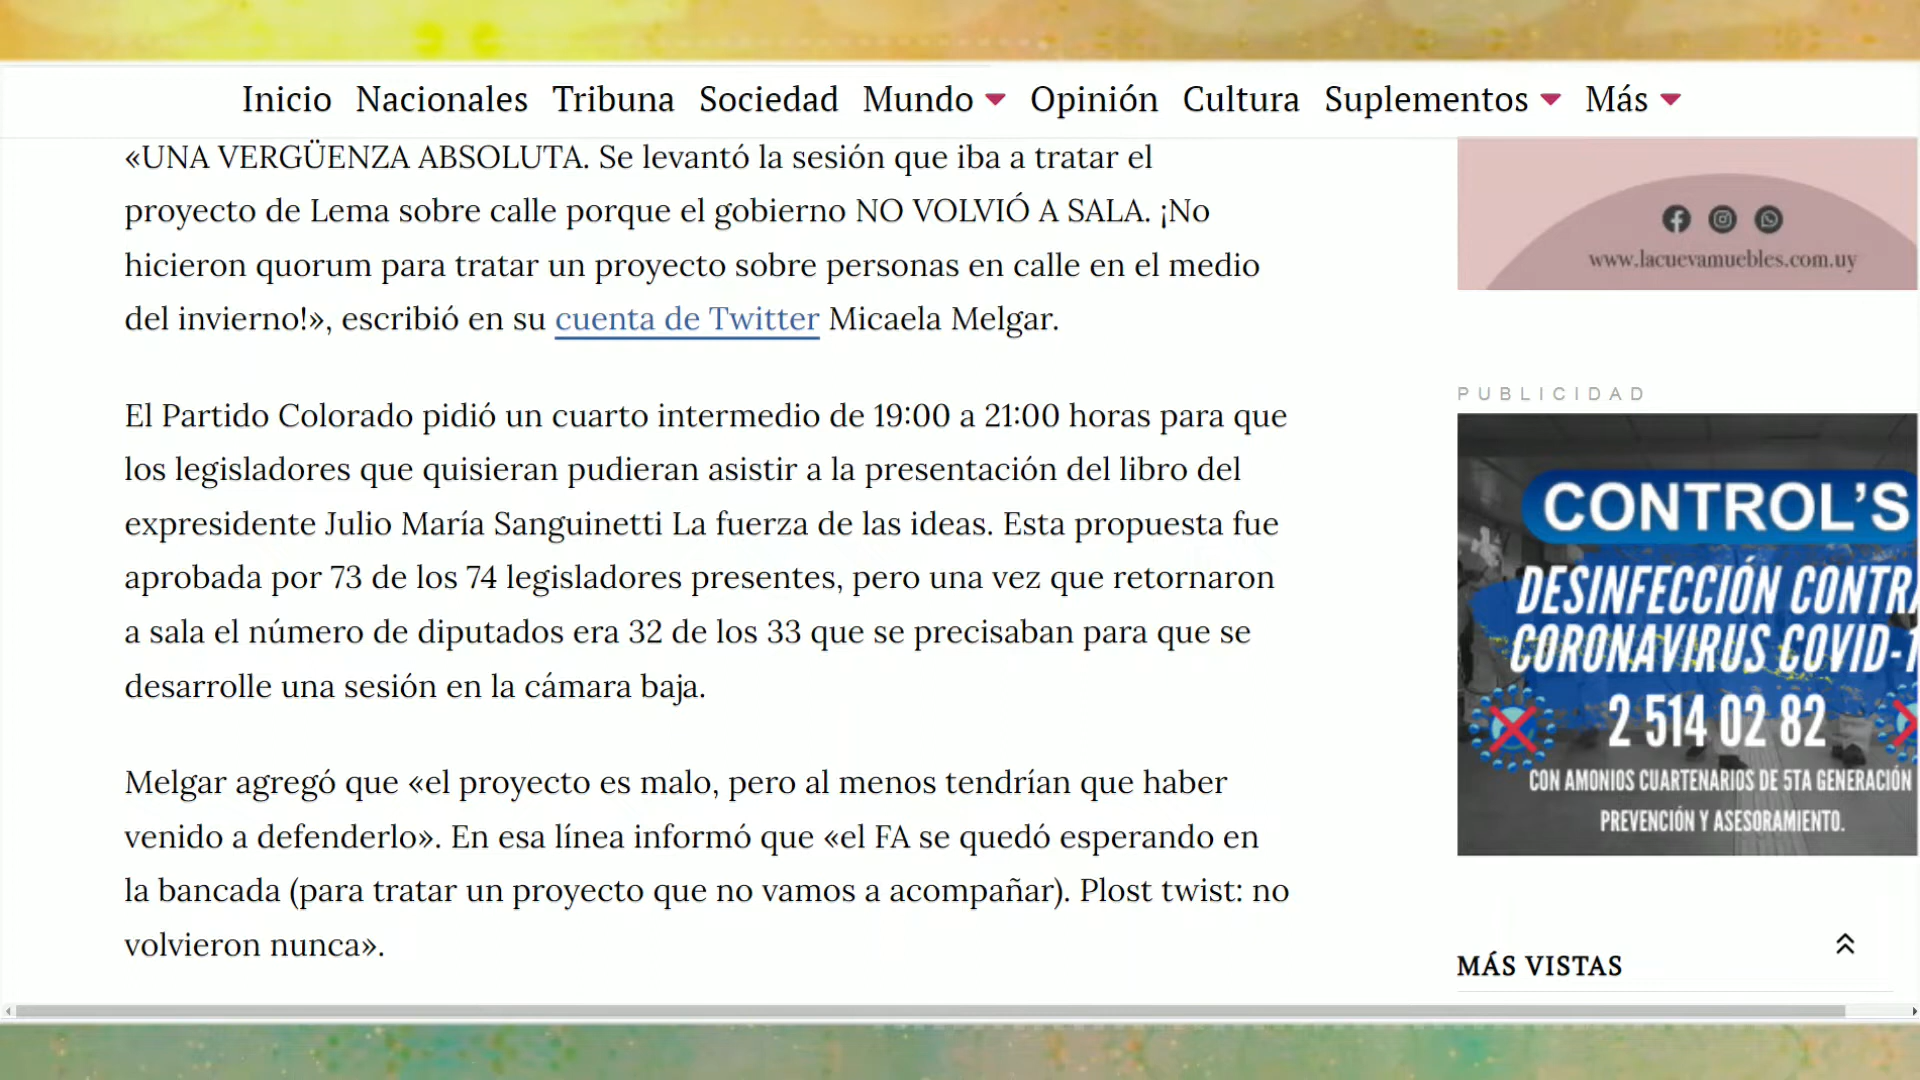 Inicio Nacionales Tribuna Sociedad Mundo Opinión Cultura Suplementos Más
«UNA VERGÜENZA ABSOLUTA. Se levantó la sesión que iba a tratar el
proyecto de Lema sobre calle porque el gobierno NO VOLVIÓ A SALA. ¡No
hicieron quorum para tratar un proyecto sobre personas en calle en el medio
del invierno!», escribió en su cuenta de Twitter Micaela Melgar.
El Partido Colorado pidió un cuarto intermedio de 19:00 a 21:00 horas para que
los legisladores que quisieran pudieran asistir a la presentación del libro del
expresidente Julio María Sanguinetti La fuerza de las ideas. Esta propuesta fue
aprobada por 73 de los 74 legisladores presentes, pero una vez que retornaron
a sala el número de diputados era 32 de los 33 que se precisaban para que se
desarrolle una sesión en la cámara baja.
Melgar agregó que «el proyecto es malo, pero al menos tendrían que haber
venido a defenderlo». En esa línea informó que «el FA se quedó esperando en
la bancada (para tratar un proyecto que no vamos a acompañar). Plost twist: no
volvieron nunca».
www.lacuevamuebles.com.uy
PUBLICIDAD
CONTROL'S
DESINFECCIÓN CONTRA
CORONAVIRUS COVID-1
2 514 02 82
CON AMONIOS CUARTENARIOS DE 5TA GENERACIÓN
PREVENCIÓN Y ASESORAMIENTO.
MÁS VISTAS